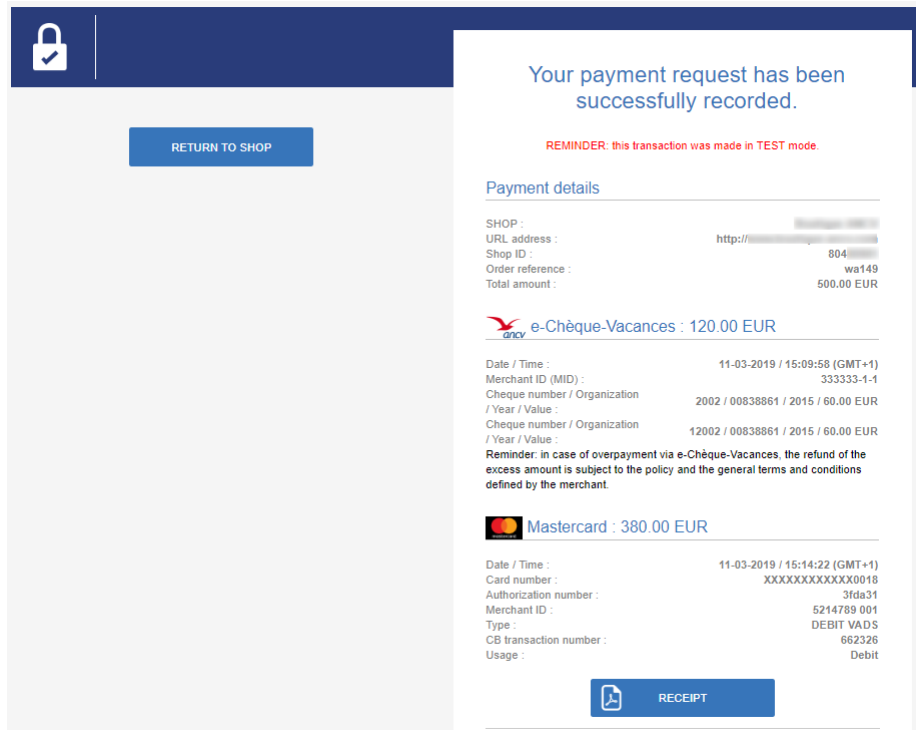 RETURN TO SHOP
Your payment request has been
successfully recorded.
REMINDER: this transaction was made in TEST mode.
Payment details
SHOP :
URL address : http://
Shop ID : 804
Order reference : wa149
Total amount : 500.00 EUR
ancv e-Chèque-Vacances : 120.00 EUR
Date / Time : 11-03-2019 / 15:09:58 (GMT+1)
Merchant ID (MID) : 333333-1-1
Cheque number / Organization
/ Year / Value : 2002 / 00838861 / 2015 / 60.00 EUR
Cheque number / Organization
/ Year / Value : 12002 / 00838861 / 2015 / 60.00 EUR
Reminder: in case of overpayment via e-Chèque-Vacances, the refund of the
excess amount is subject to the policy and the general terms and conditions
defined by the merchant.
Mastercard : 380.00 EUR
Date / Time : 11-03-2019 / 15:14:22 (GMT+1)
Card number : XXXXXXXXXXXX0018
Authorization number : 3fda31
Merchant ID : 5214789 001
Type : DEBIT VADS
CB transaction number : 662326
Usage : Debit
RECEIPT